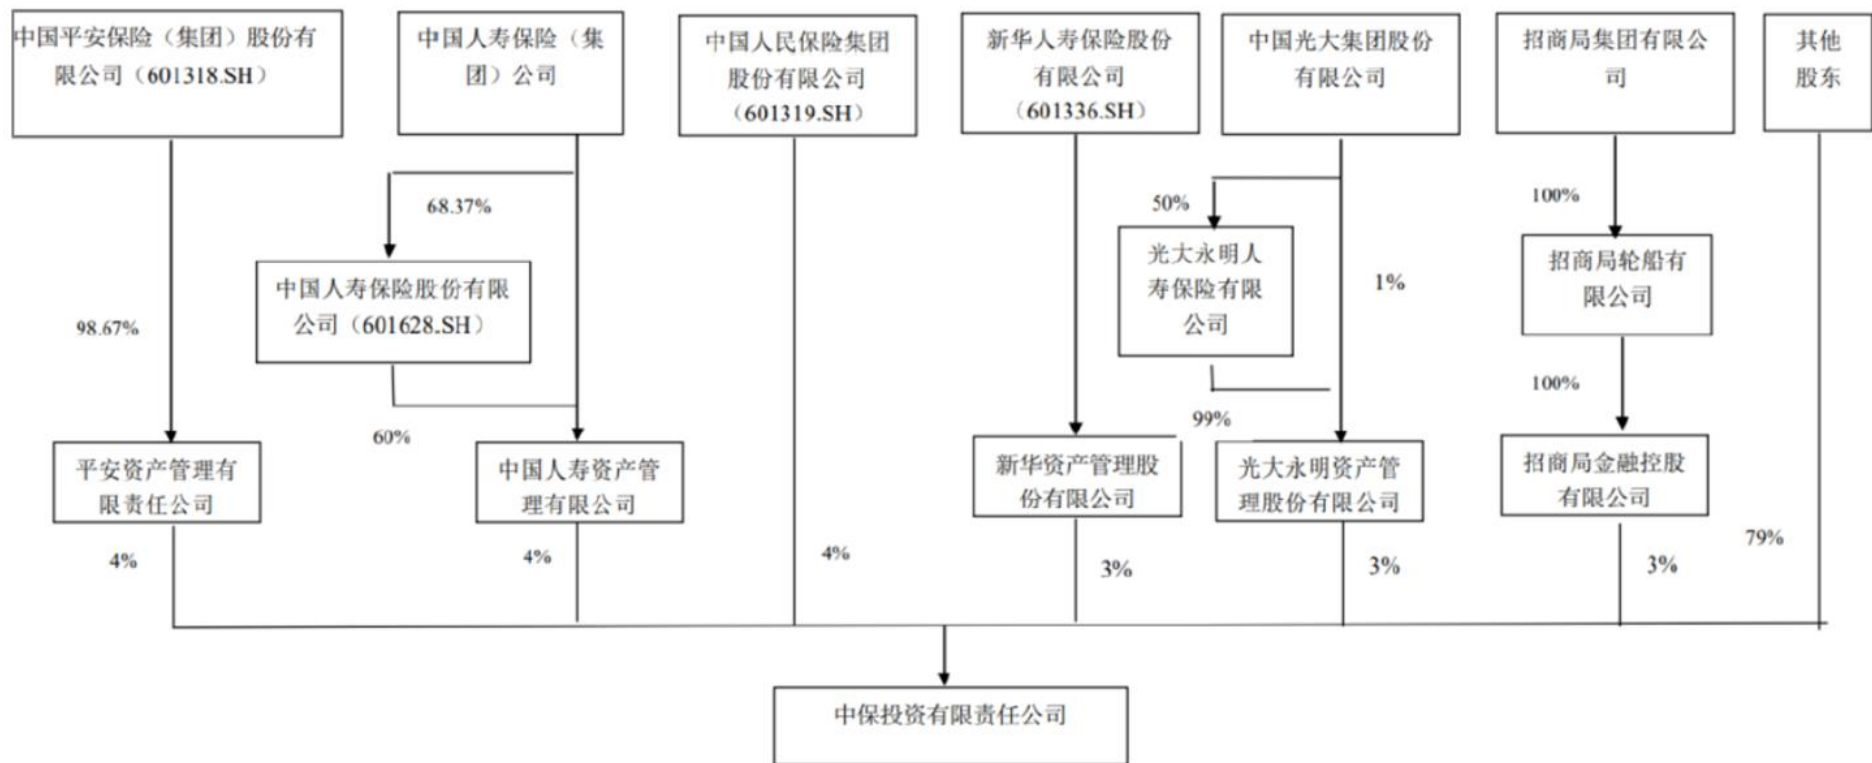 中国平安保险(集团)股份有
限公司(601318.SH)
中国人寿保险(集
团)公司
中国人民保险集团
股份有限公司
(601319.SH)
新华人寿保险股份
有限公司
(601336.SH)
中国光大集团股份
有限公司
招商局集团有限公
司
其他
股东
68.37%
50%
100%
中国人寿保险股份有限
公司(601628.SH)
光大永明人
寿保险有限
公司
1%
招商局轮船有
限公司
98.67%
100%
60%
99%
平安资产管理有
限责任公司
中国人寿资产管
理有限公司
新华资产管理股
份有限公司
光大永明资产管
理股份有限公司
招商局金融控股
有限公司
4%
4%
4%
3%
3%
3%
79%
中保投资有限责任公司